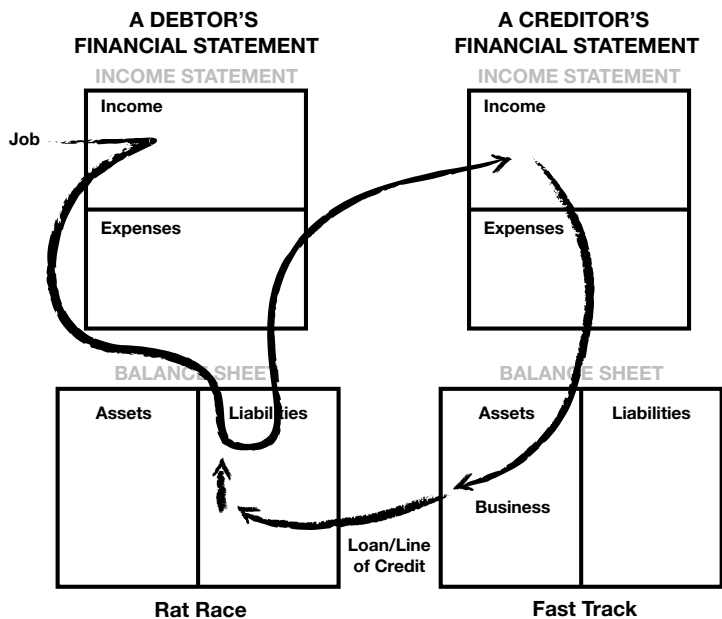 A DEBTOR’S
FINANCIAL STATEMENT
INCOME STATEMENT
Income
Job
Expenses
BALANCE SHEET
Assets
Liabilities
Loan/Line
of Credit
Rat Race
A CREDITOR’S
FINANCIAL STATEMENT
INCOME STATEMENT
Income
Expenses
BALANCE SHEET
Assets
Liabilities
Business
Fast Track